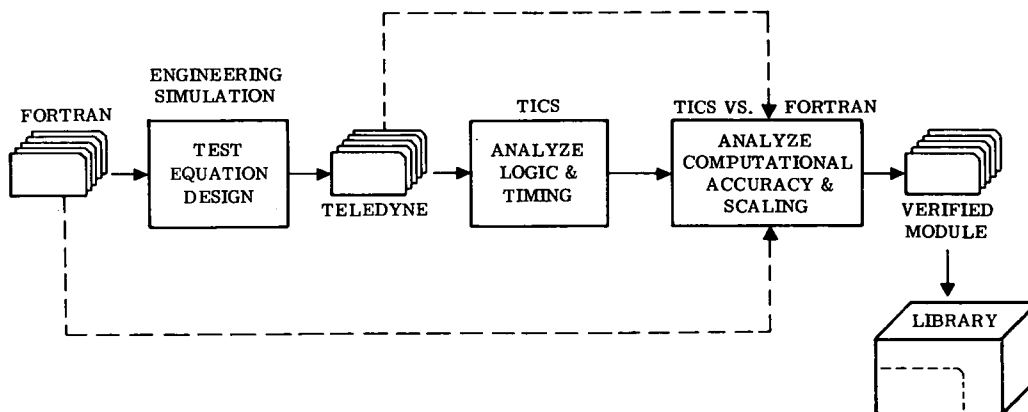 ENGINEERING
SIMULATION
FORTRAN
TEST
EQUATION
DESIGN
TELEDYNE
TICS
ANALYZE
LOGIC &
TIMING
TICS VS. FORTRAN
ANALYZE
COMPUTATIONAL
ACCURACY &
SCALING
VERIFIED
MODULE
LIBRARY